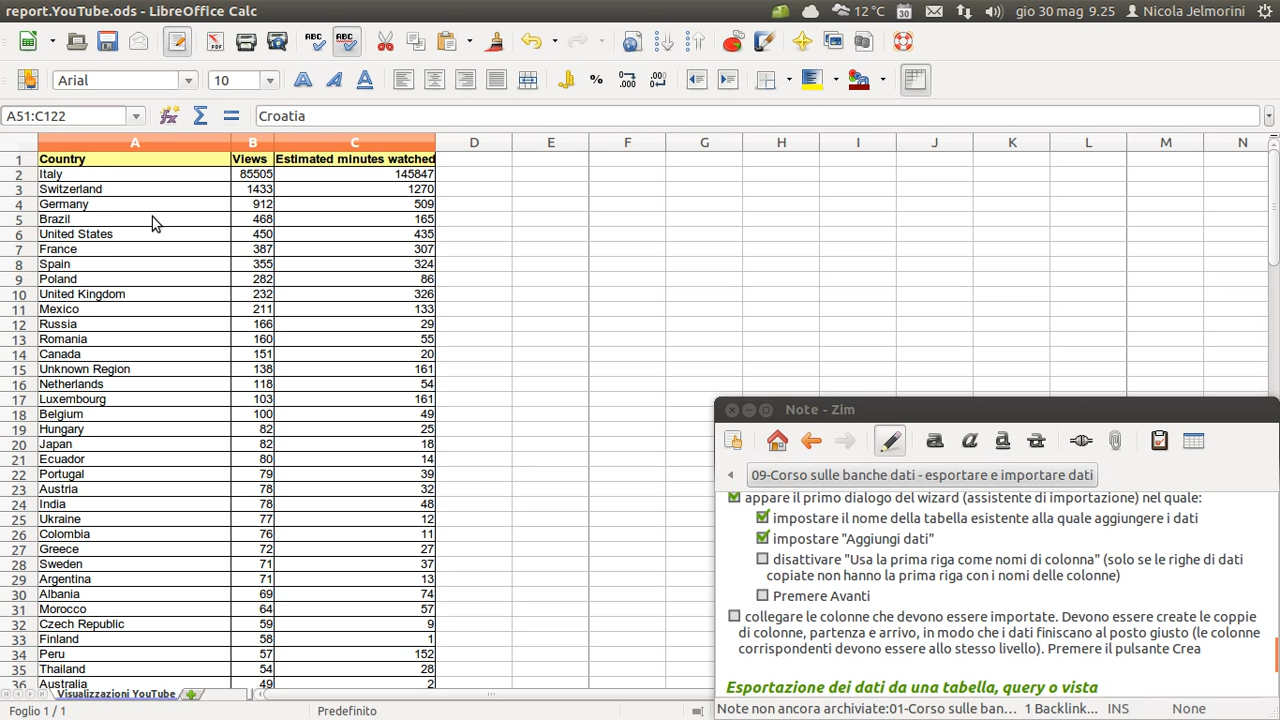 report.YouTube.ods - LibreOffice Calc
12 °C
30
gio 30 mag 9.25
Nicola Jelmorini
Arial
10
A51:C122
Croatia
A B C D E F G H I J K L M N
1 Country Views Estimated minutes watched
2 Italy 85505 145847
3 Switzerland 1433 1270
4 Germany 912 509
5 Brazil 468 165
6 United States 450 435
7 France 387 307
8 Spain 355 324
9 Poland 282 86
10 United Kingdom 232 326
11 Mexico 211 133
12 Russia 166 29
13 Romania 160 55
14 Canada 151 20
15 Unknown Region 138 161
16 Netherlands 118 54
17 Luxembourg 103 161
18 Belgium 100 49
19 Hungary 82 25
20 Japan 82 18
21 Ecuador 80 14
22 Portugal 79 39
23 Austria 78 32
24 India 78 48
25 Ukraine 77 12
26 Colombia 76 11
27 Greece 72 27
28 Sweden 71 37
29 Argentina 71 13
30 Albania 69 74
31 Morocco 64 57
32 Czech Republic 59 9
33 Finland 58 1
34 Peru 57 152
35 Thailand 54 28
36 Australia 49 2
Visualizzazioni YouTube
Foglio 1 / 1
Predefinito
Note - Zim
09-Corso sulle banche dati - esportare e importare dati
appare il primo dialogo del wizard (assistente di importazione) nel quale:
impostare il nome della tabella esistente alla quale aggiungere i dati
impostare "Aggiungi dati"
disattivare "Usa la prima riga come nomi di colonna" (solo se le righe di dati
copiate non hanno la prima riga con i nomi delle colonne)
Premere Avanti
collegare le colonne che devono essere importate. Devono essere create le coppie
di colonne, partenza e arrivo, in modo che i dati finiscano al posto giusto (le colonne
corrispondenti devono essere allo stesso livello). Premere il pulsante Crea
Esportazione dei dati da una tabella, query o vista
Note non ancora archiviate:01-Corso sulle ban... 1 Backlink... INS None